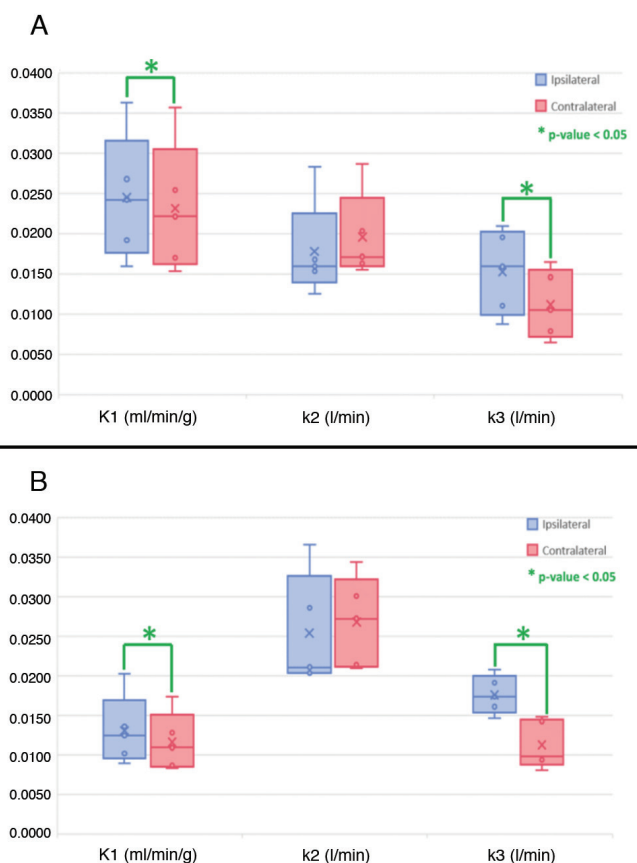 A
0.0400
0.0350
0.0300
0.0250
0.0200
0.0150
0.0100
0.0050
0.0000
*
*
Ipsilateral
Contralateral
* p-value < 0.05
K1 (ml/min/g) k2 (l/min) k3 (l/min)
B
0.0400
0.0350
0.0300
0.0250
0.0200
0.0150
0.0100
0.0050
0.0000
*
*
Ipsilateral
Contralateral
* p-value < 0.05
K1 (ml/min/g) k2 (l/min) k3 (l/min)